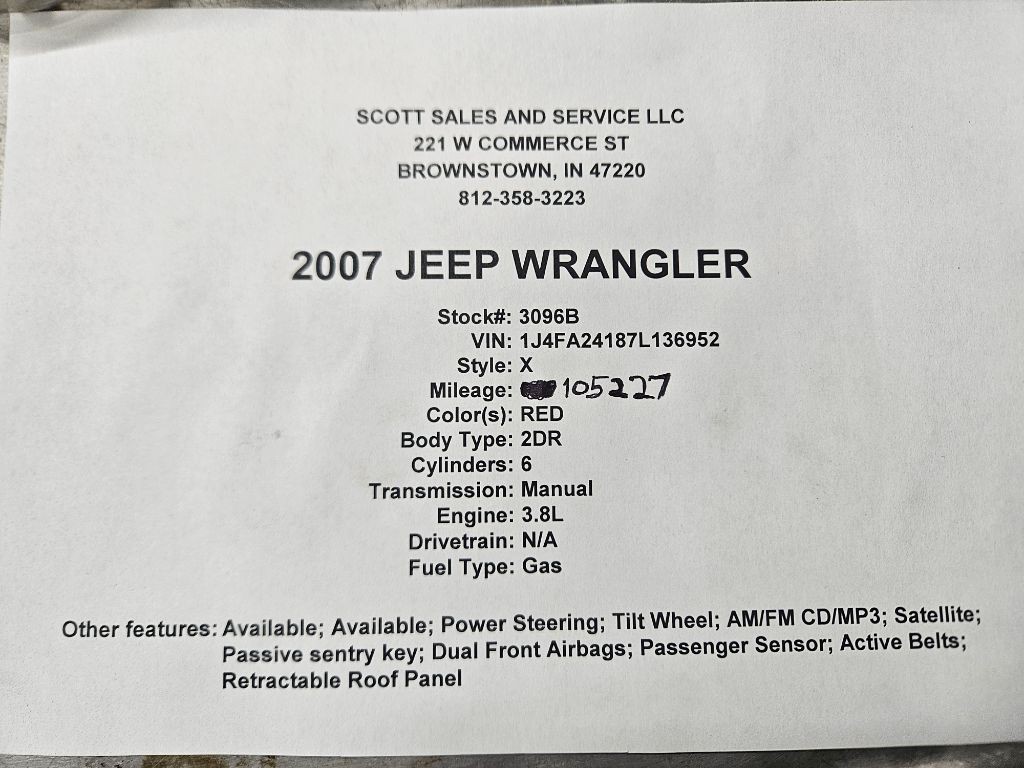 SCOTT SALES AND SERVICE LLC
221 W COMMERCE ST
BROWNSTOWN, IN 47220
812-358-3223
2007 JEEP WRANGLER
Stock#: 3096B
VIN: 1J4FA24187L136952
Style: X
Mileage: 105227
Color(s): RED
Body Type: 2DR
Cylinders: 6
Transmission: Manual
Engine: 3.8L
Drivetrain: N/A
Fuel Type: Gas
Other features: Available; Available; Power Steering; Tilt Wheel; AM/FM CD/MP3; Satellite;
Passive sentry key; Dual Front Airbags; Passenger Sensor; Active Belts;
Retractable Roof Panel